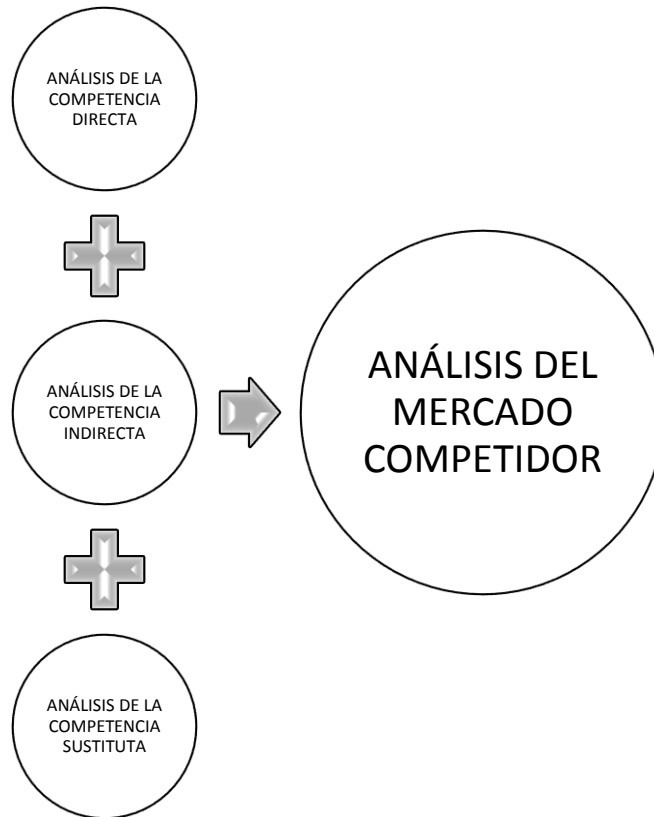 ANÁLISIS DE LA
COMPETENCIA
DIRECTA
ANÁLISIS DE LA
COMPETENCIA
INDIRECTA
ANÁLISIS DE LA
COMPETENCIA
SUSTITUTA
ANÁLISIS DEL
MERCADO
COMPETIDOR